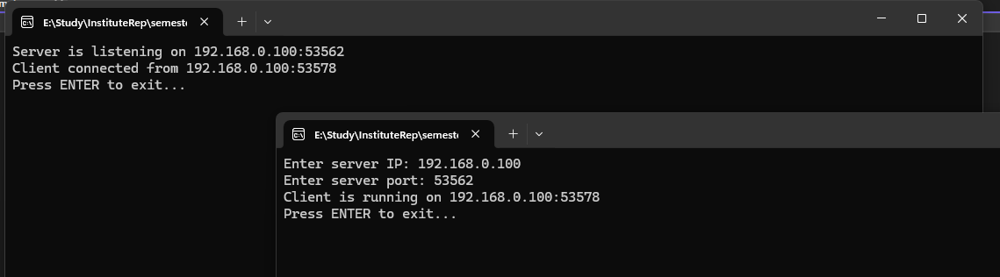 E:\Study\InstituteRep\semeste
Server is listening on 192.168.0.100:53562
Client connected from 192.168.0.100:53578
Press ENTER to exit...
E:\Study\InstituteRep\semeste
Enter server IP: 192.168.0.100
Enter server port: 53562
Client is running on 192.168.0.100:53578
Press ENTER to exit...